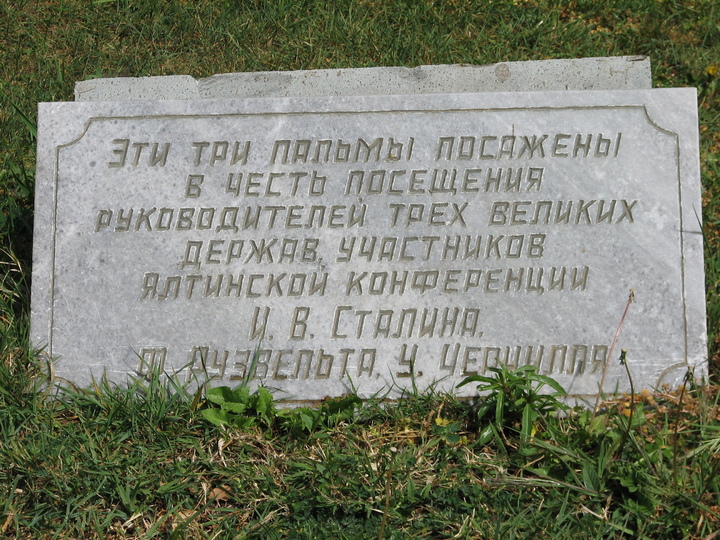 Эти три пальмы посажены
в честь посещения
руководителей трех великих
держав, участников
Ялтинской конференции
И. В. Сталина,
Ф. Рузвельта, У. Черчилля